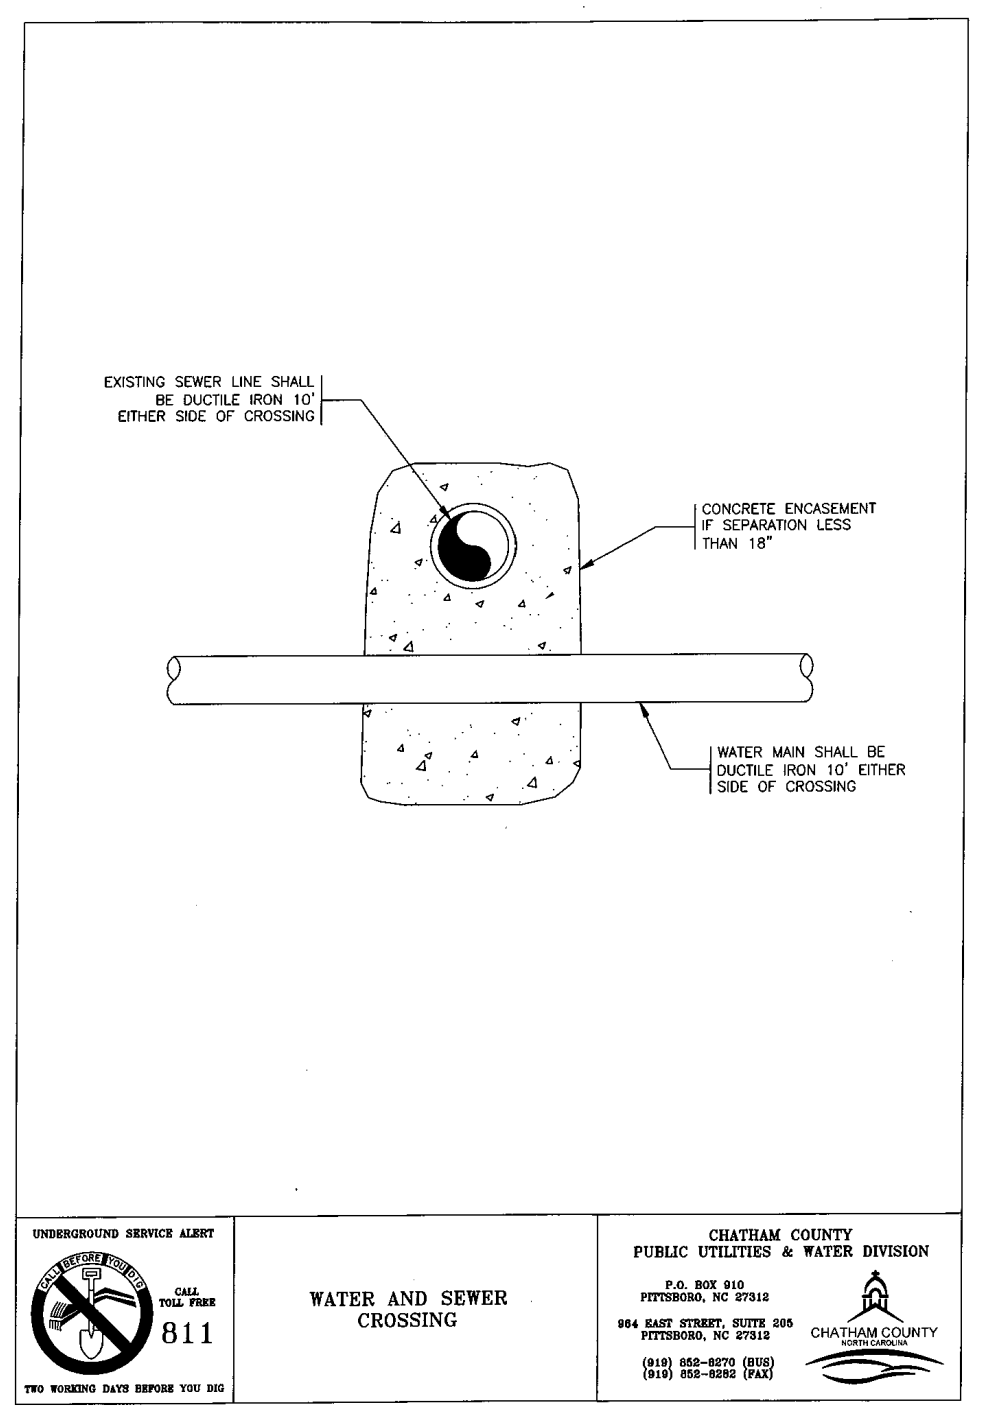 EXISTING SEWER LINE SHALL
BE DUCTILE IRON 10'
EITHER SIDE OF CROSSING
CONCRETE ENCASEMENT
IF SEPARATION LESS
THAN 18"
WATER MAIN SHALL BE
DUCTILE IRON 10' EITHER
SIDE OF CROSSING
UNDERGROUND SERVICE ALERT
CALL BEFORE YOU DIG
CALL
TOLL FREE
811
TWO WORKING DAYS BEFORE YOU DIG
WATER AND SEWER
CROSSING
CHATHAM COUNTY
PUBLIC UTILITIES & WATER DIVISION
P.O. BOX 910
PITTSBORO, NC 27312
964 EAST STREET, SUITE 205
PITTSBORO, NC 27312
(919) 852-8270 (BUS)
(919) 852-8282 (FAX)
CHATHAM COUNTY
NORTH CAROLINA